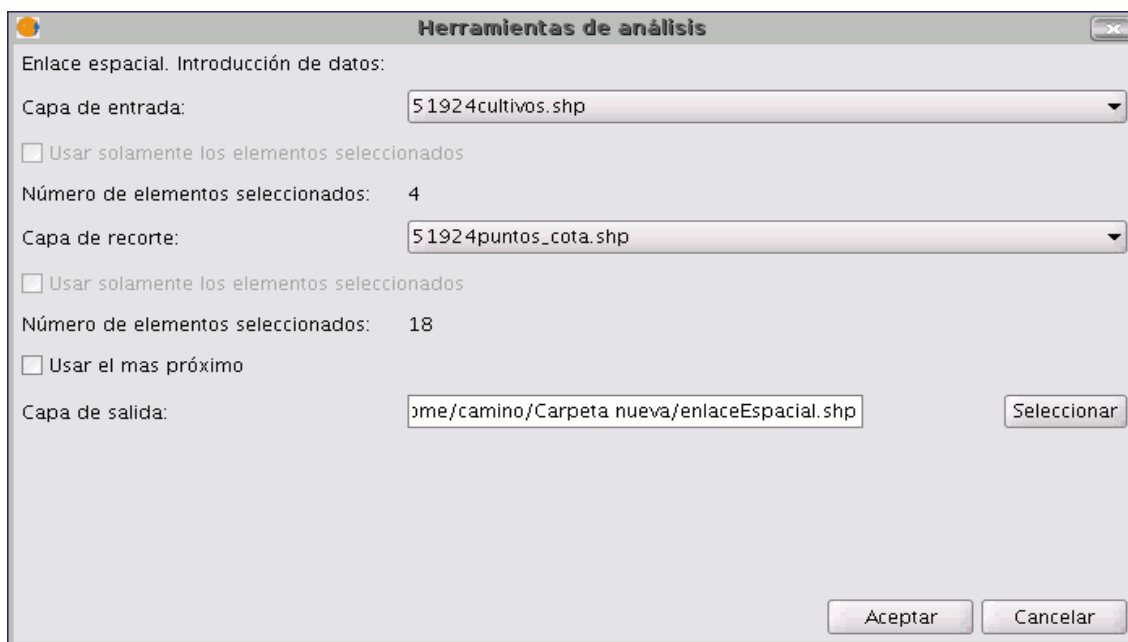 Herramientas de análisis
Enlace espacial. Introducción de datos:
Capa de entrada: 51924cultivos.shp
Usar solamente los elementos seleccionados
Número de elementos seleccionados: 4
Capa de recorte: 51924puntos_cota.shp
Usar solamente los elementos seleccionados
Número de elementos seleccionados: 18
Usar el mas próximo
Capa de salida: ome/camino/Carpeta nueva/enlaceEspacial.shp Seleccionar
Aceptar Cancelar